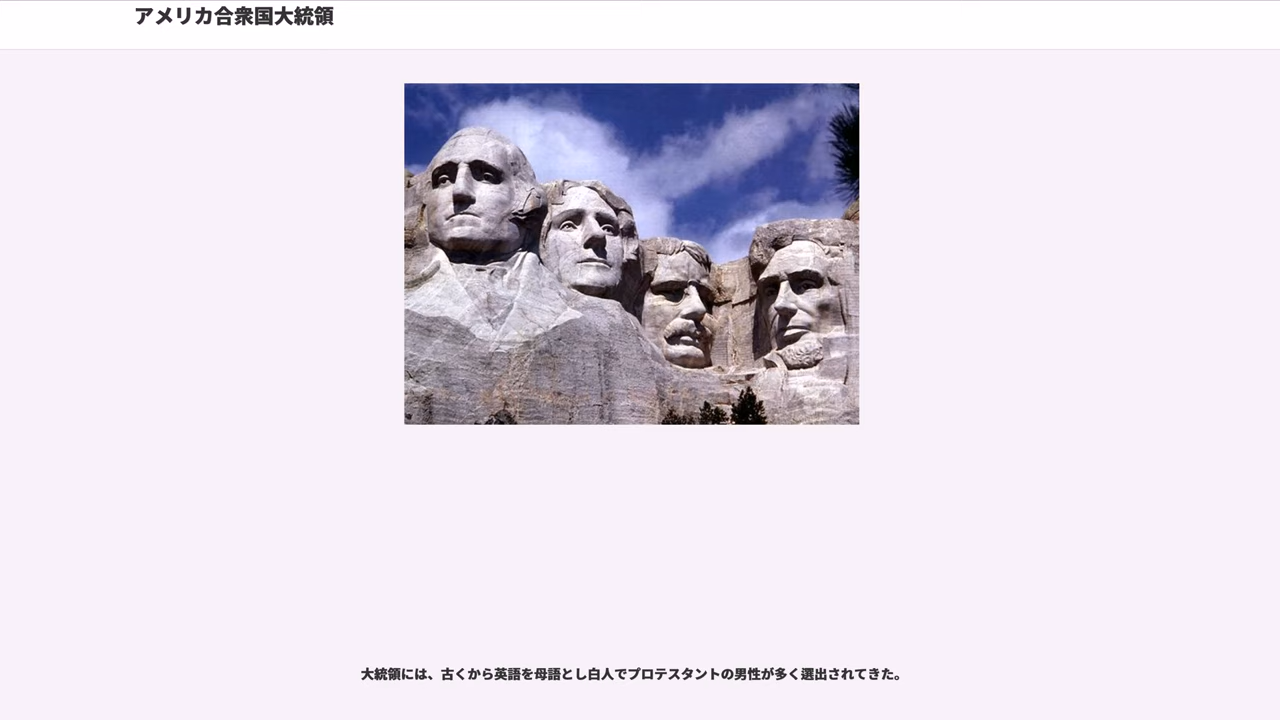 アメリカ合衆国大統領
大統領には、古くから英語を母語とし白人でプロテスタントの男性が多く選出されてきた。